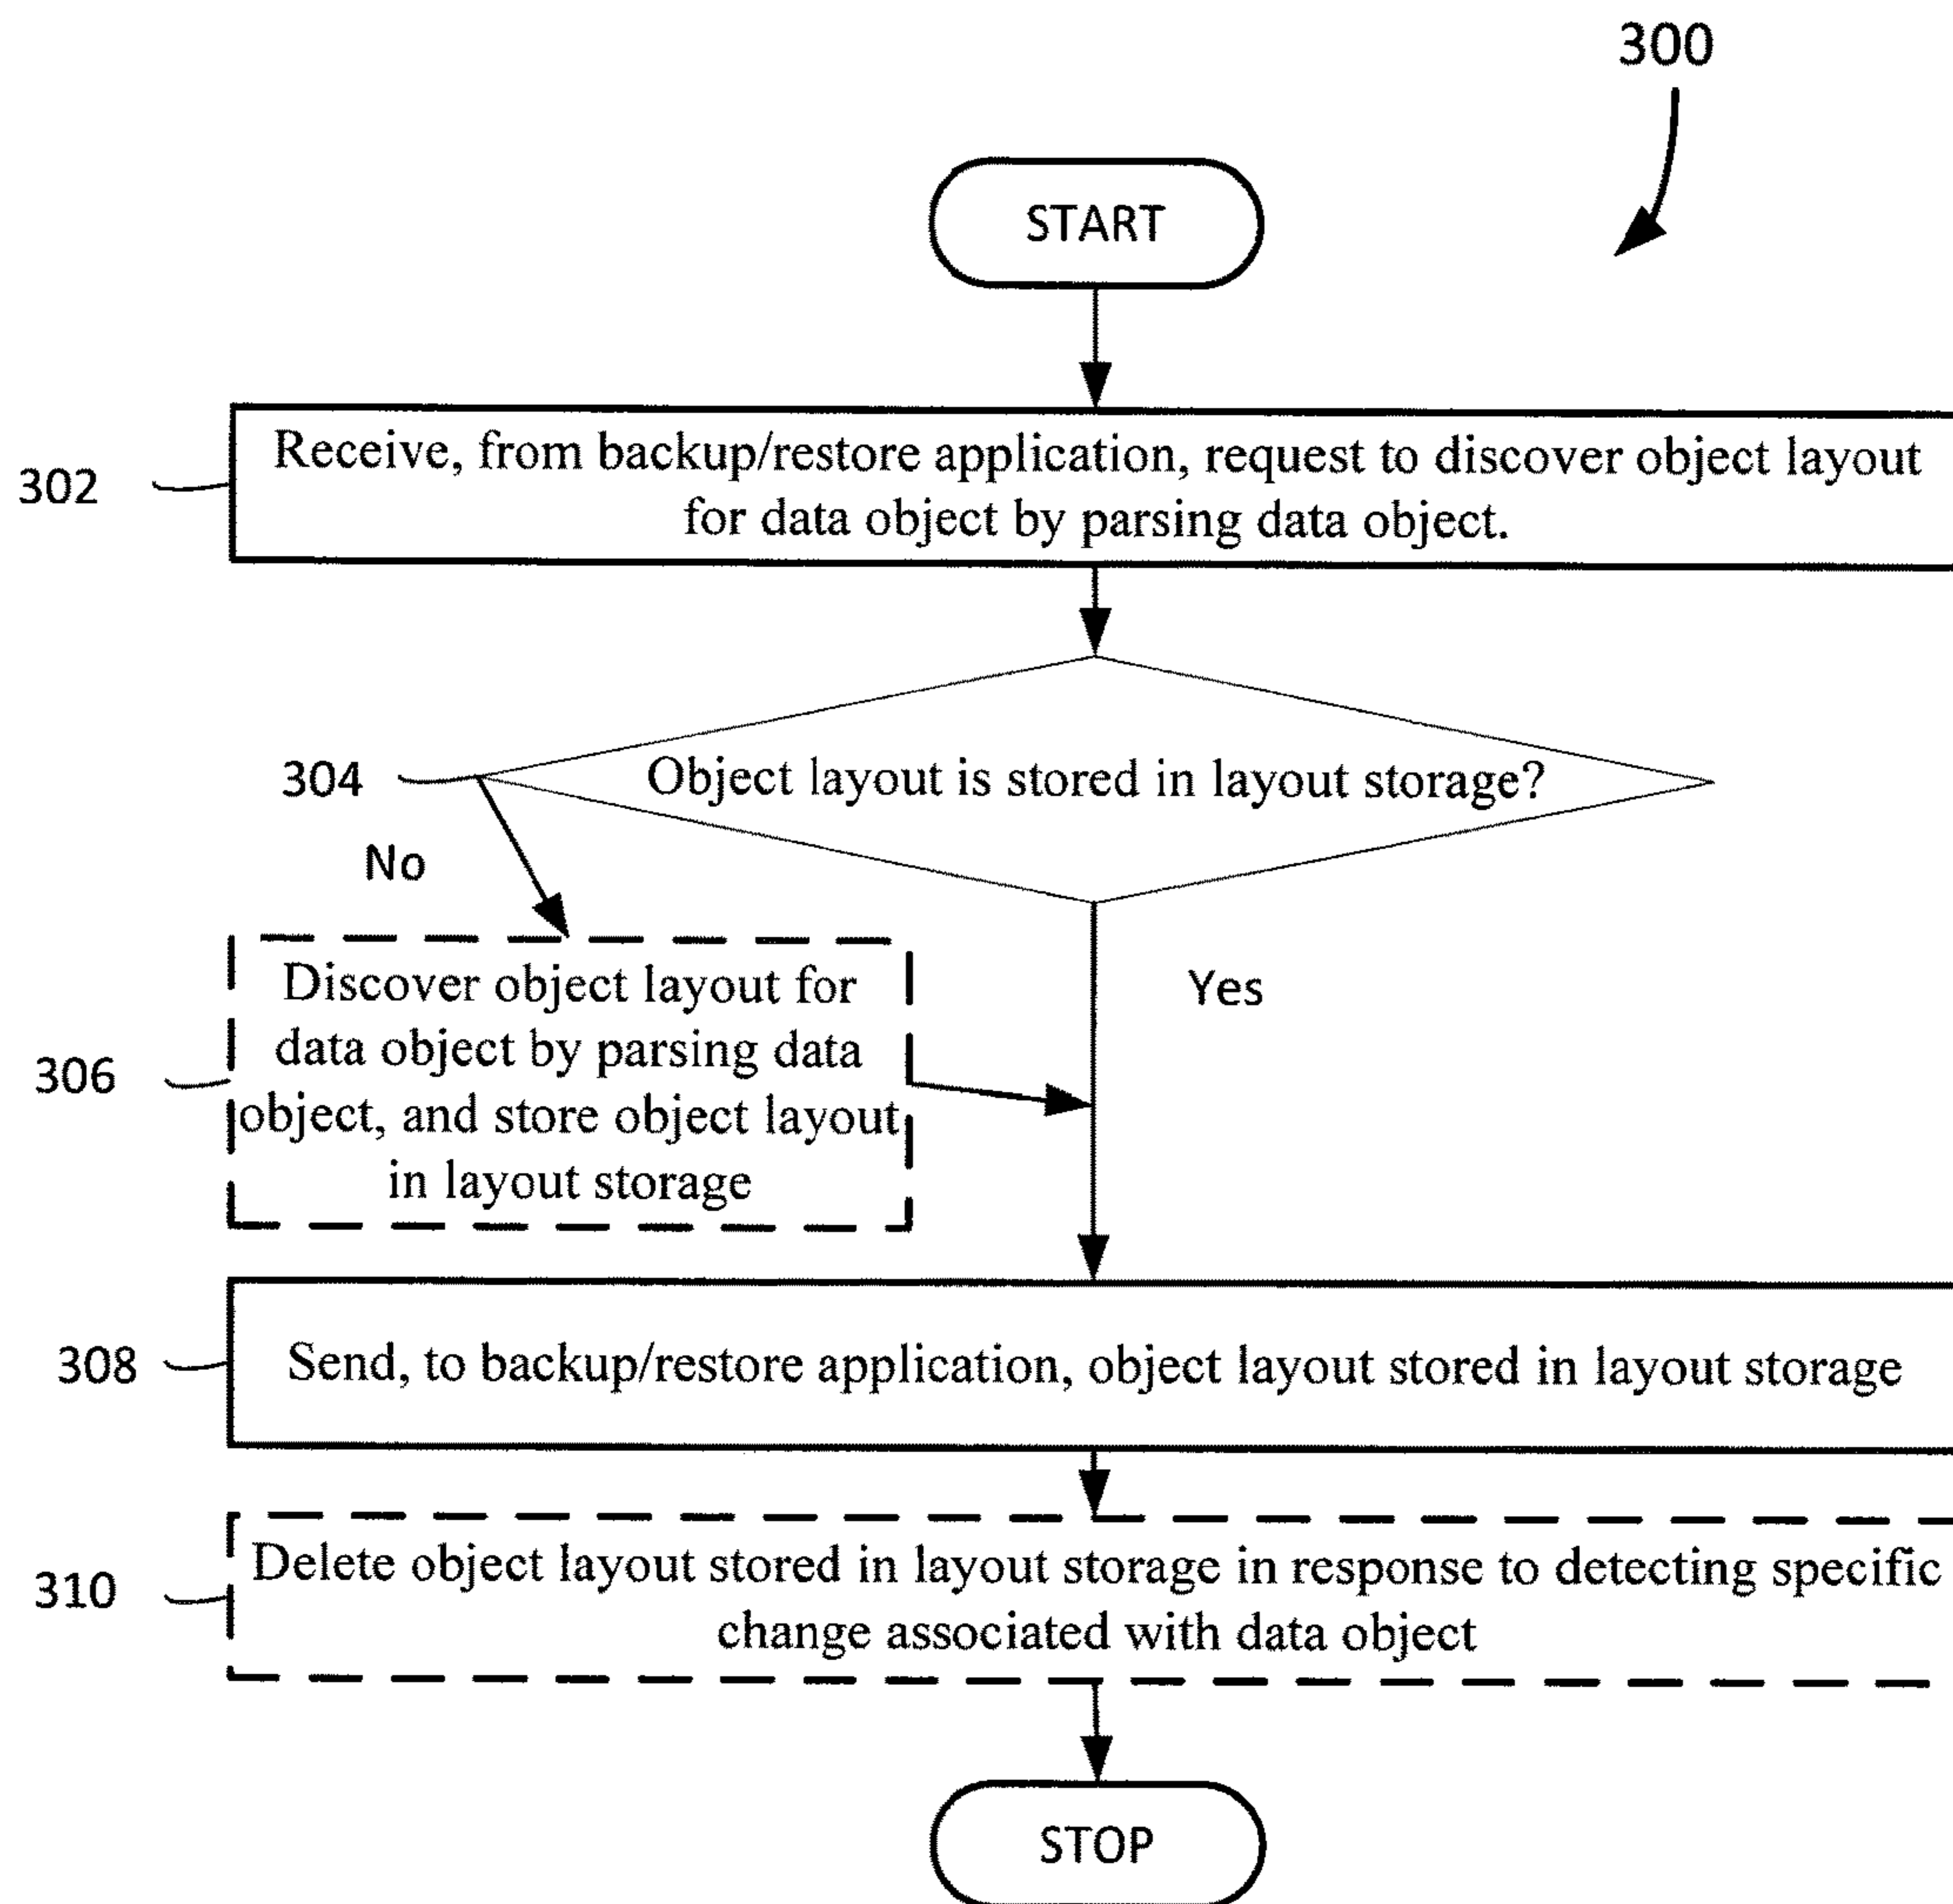 300
START
302
Receive, from backup/restore application, request to discover object layout
for data object by parsing data object.
304
Object layout is stored in layout storage?
No
Yes
306
Discover object layout for
data object by parsing data
object, and store object layout
in layout storage
308
Send, to backup/restore application, object layout stored in layout storage
310
Delete object layout stored in layout storage in response to detecting specific
change associated with data object
STOP